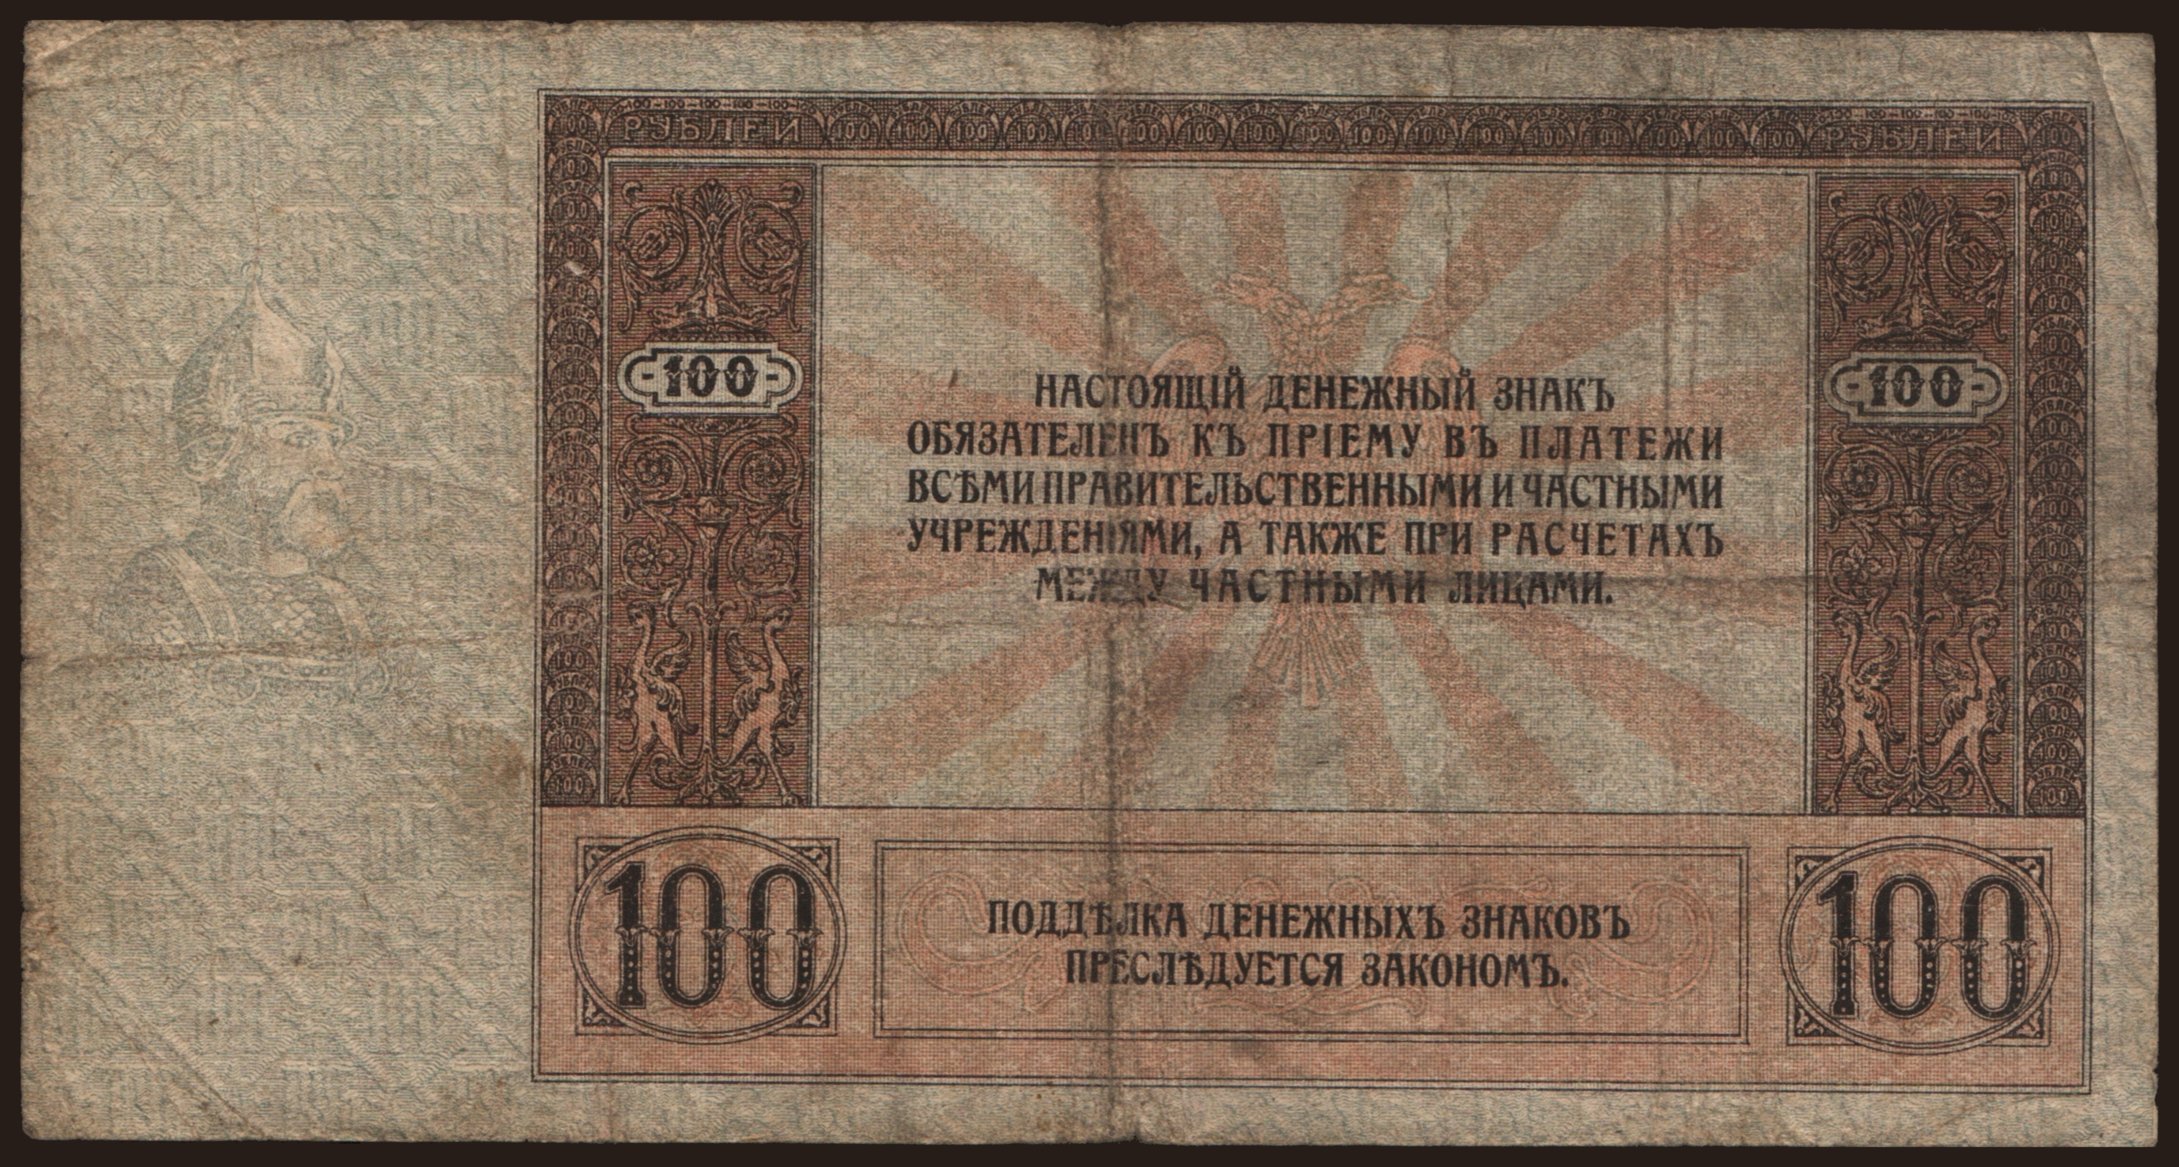 РУБЛЕЙ РУБЛЕЙ
100 100
НАСТОЯЩІЙ ДЕНЕЖНЫЙ ЗНАКЪ
ОБЯЗАТЕЛЕНЪ КЪ ПРІЕМУ ВЪ ПЛАТЕЖИ
ВСѢМИ ПРАВИТЕЛЬСТВЕННЫМИ И ЧАСТНЫМИ
УЧРЕЖДЕНІЯМИ, А ТАКЖЕ ПРИ РАСЧЕТАХЪ
МЕЖДУ ЧАСТНЫМИ ЛИЦАМИ.
100 100
ПОДДѢЛКА ДЕНЕЖНЫХЪ ЗНАКОВЪ
ПРЕСЛѢДУЕТСЯ ЗАКОНОМЪ.